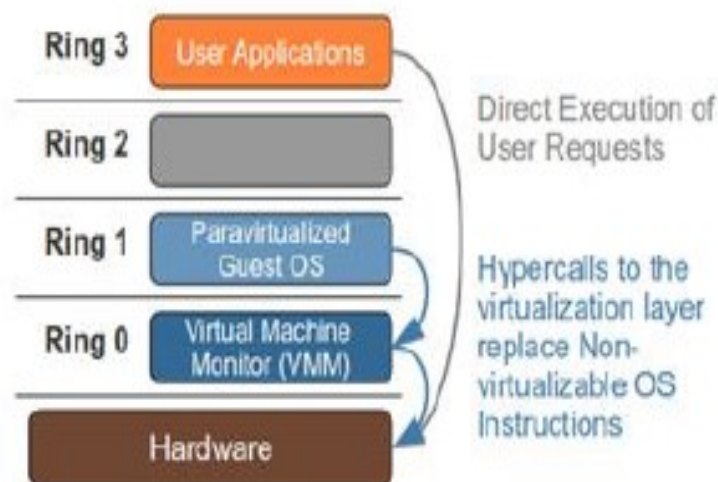 Ring 3
User Applications
Direct Execution of
User Requests
Ring 2
Ring 1
Paravirtualized
Guest OS
Hypercalls to the
virtualization layer
replace Non-
virtualizable OS
Instructions
Ring 0
Virtual Machine
Monitor (VMM)
Hardware